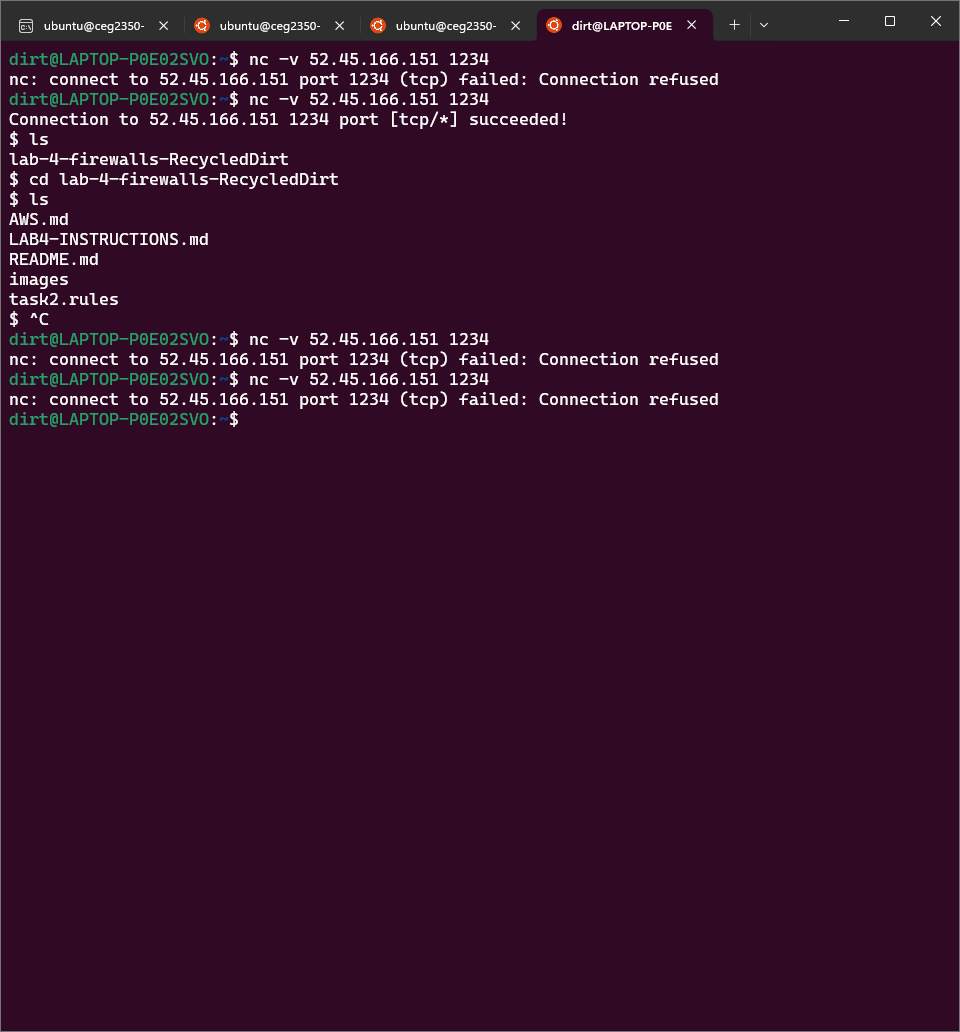 ubuntu@ceg2350- ubuntu@ceg2350- ubuntu@ceg2350- dirt@LAPTOP-P0E
dirt@LAPTOP-P0E02SVO:~$ nc -v 52.45.166.151 1234
nc: connect to 52.45.166.151 port 1234 (tcp) failed: Connection refused
dirt@LAPTOP-P0E02SVO:~$ nc -v 52.45.166.151 1234
Connection to 52.45.166.151 1234 port [tcp/*] succeeded!
$ ls
lab-4-firewalls-RecycledDirt
$ cd lab-4-firewalls-RecycledDirt
$ ls
AWS.md
LAB4-INSTRUCTIONS.md
README.md
images
task2.rules
$ ^C
dirt@LAPTOP-P0E02SVO:~$ nc -v 52.45.166.151 1234
nc: connect to 52.45.166.151 port 1234 (tcp) failed: Connection refused
dirt@LAPTOP-P0E02SVO:~$ nc -v 52.45.166.151 1234
nc: connect to 52.45.166.151 port 1234 (tcp) failed: Connection refused
dirt@LAPTOP-P0E02SVO:~$